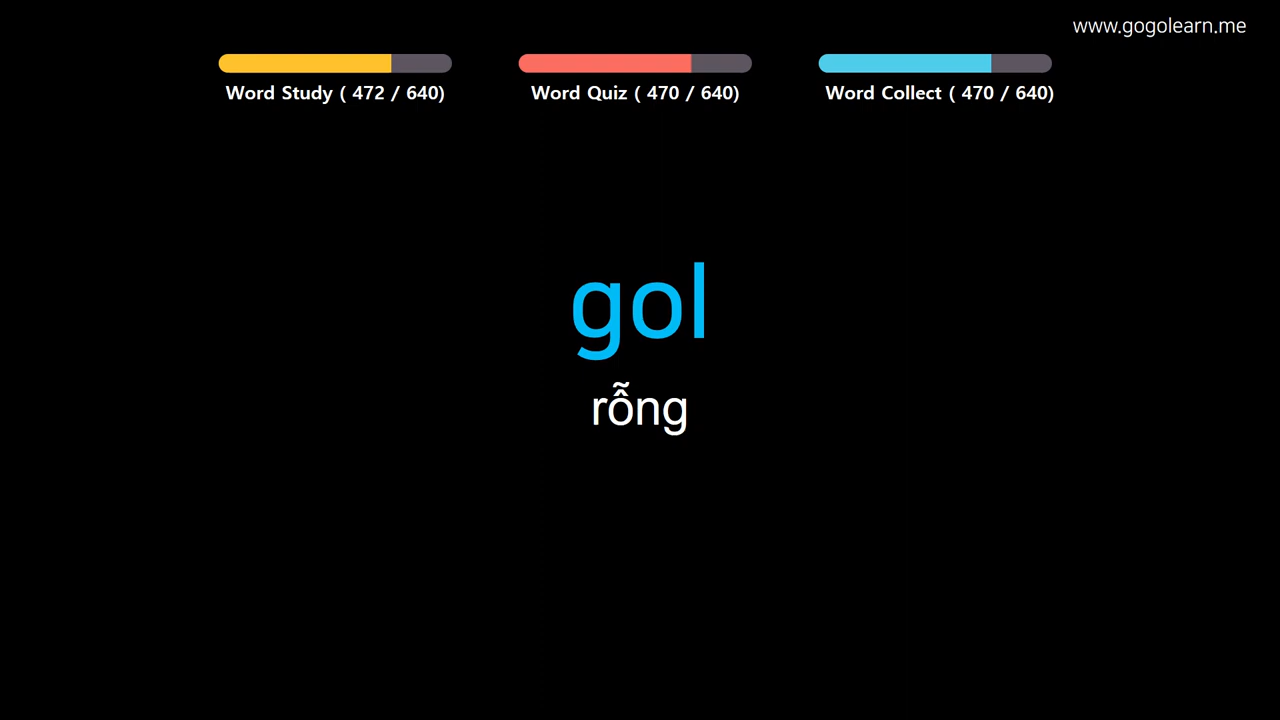 www.gogolearn.me
Word Study ( 472 / 640)
Word Quiz ( 470 / 640)
Word Collect ( 470 / 640)
gol
rỗng